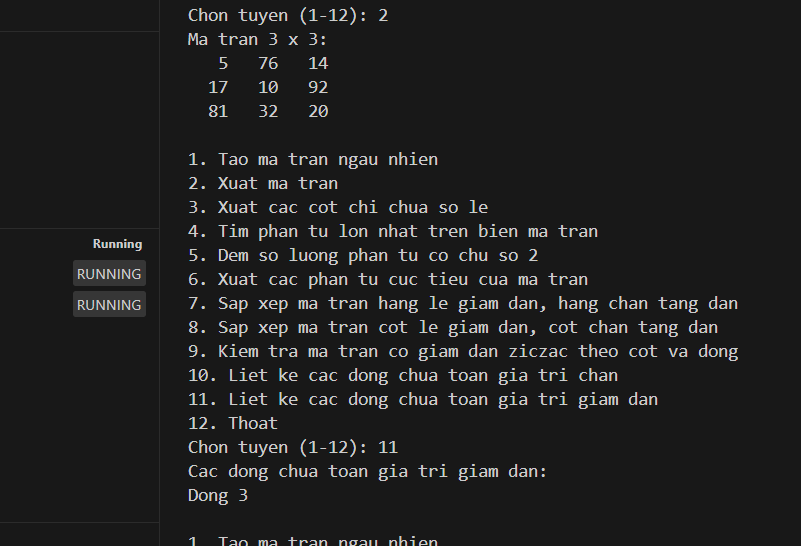 Chon tuyen (1-12): 2
Ma tran 3 x 3:
5 76 14
17 10 92
81 32 20
1. Tao ma tran ngau nhien
2. Xuat ma tran
3. Xuat cac cot chi chua so le
4. Tim phan tu lon nhat tren bien ma tran
5. Dem so luong phan tu co chu so 2
6. Xuat cac phan tu cuc tieu cua ma tran
7. Sap xep ma tran hang le giam dan, hang chan tang dan
8. Sap xep ma tran cot le giam dan, cot chan tang dan
9. Kiem tra ma tran co giam dan ziczac theo cot va dong
10. Liet ke cac dong chua toan gia tri chan
11. Liet ke cac dong chua toan gia tri giam dan
12. Thoat
Chon tuyen (1-12): 11
Cac dong chua toan gia tri giam dan:
Dong 3
1. Tao ma tran ngau nhien
Running
RUNNING
RUNNING